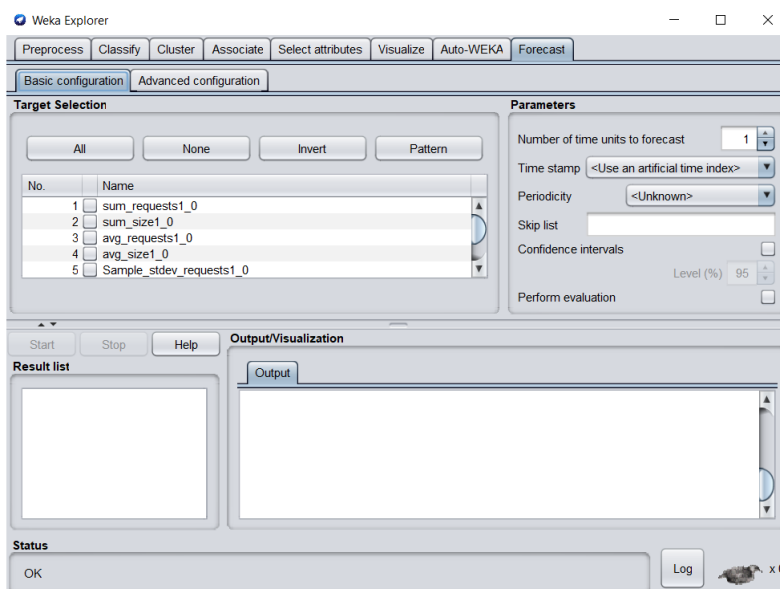 Weka Explorer
Preprocess Classify Cluster Associate Select attributes Visualize Auto-WEKA Forecast
Basic configuration Advanced configuration
Target Selection
All None Invert Pattern
No. Name
1 sum_requests1_0
2 sum_size1_0
3 avg_requests1_0
4 avg_size1_0
5 Sample_stdev_requests1_0
Parameters
Number of time units to forecast 1
Time stamp <Use an artificial time index>
Periodicity <Unknown>
Skip list
Confidence intervals
Level (%) 95
Perform evaluation
Start Stop Help
Result list
Output/Visualization
Output
Status
OK
Log
x